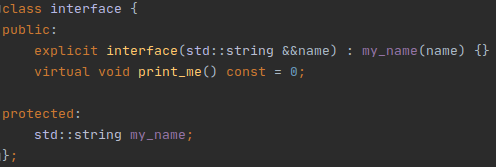 class interface {
public:
    explicit interface(std::string &&name) : my_name(name) {}
    virtual void print_me() const = 0;

protected:
    std::string my_name;
};